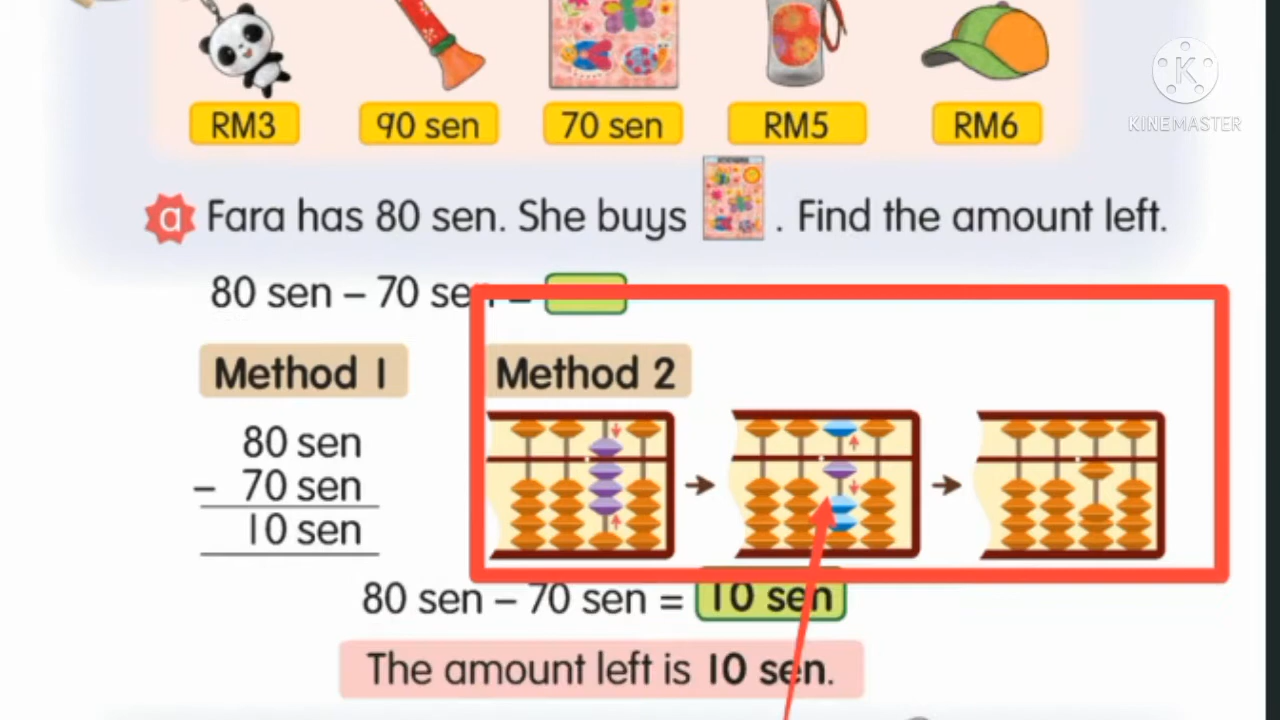 RM3
90 sen
70 sen
RM5
RM6
K
KINEMASTER
a Fara has 80 sen. She buys . Find the amount left.
80 sen – 70 sen =
Method 1
Method 2
80 sen
– 70 sen
10 sen
80 sen – 70 sen = 10 sen
The amount left is 10 sen.